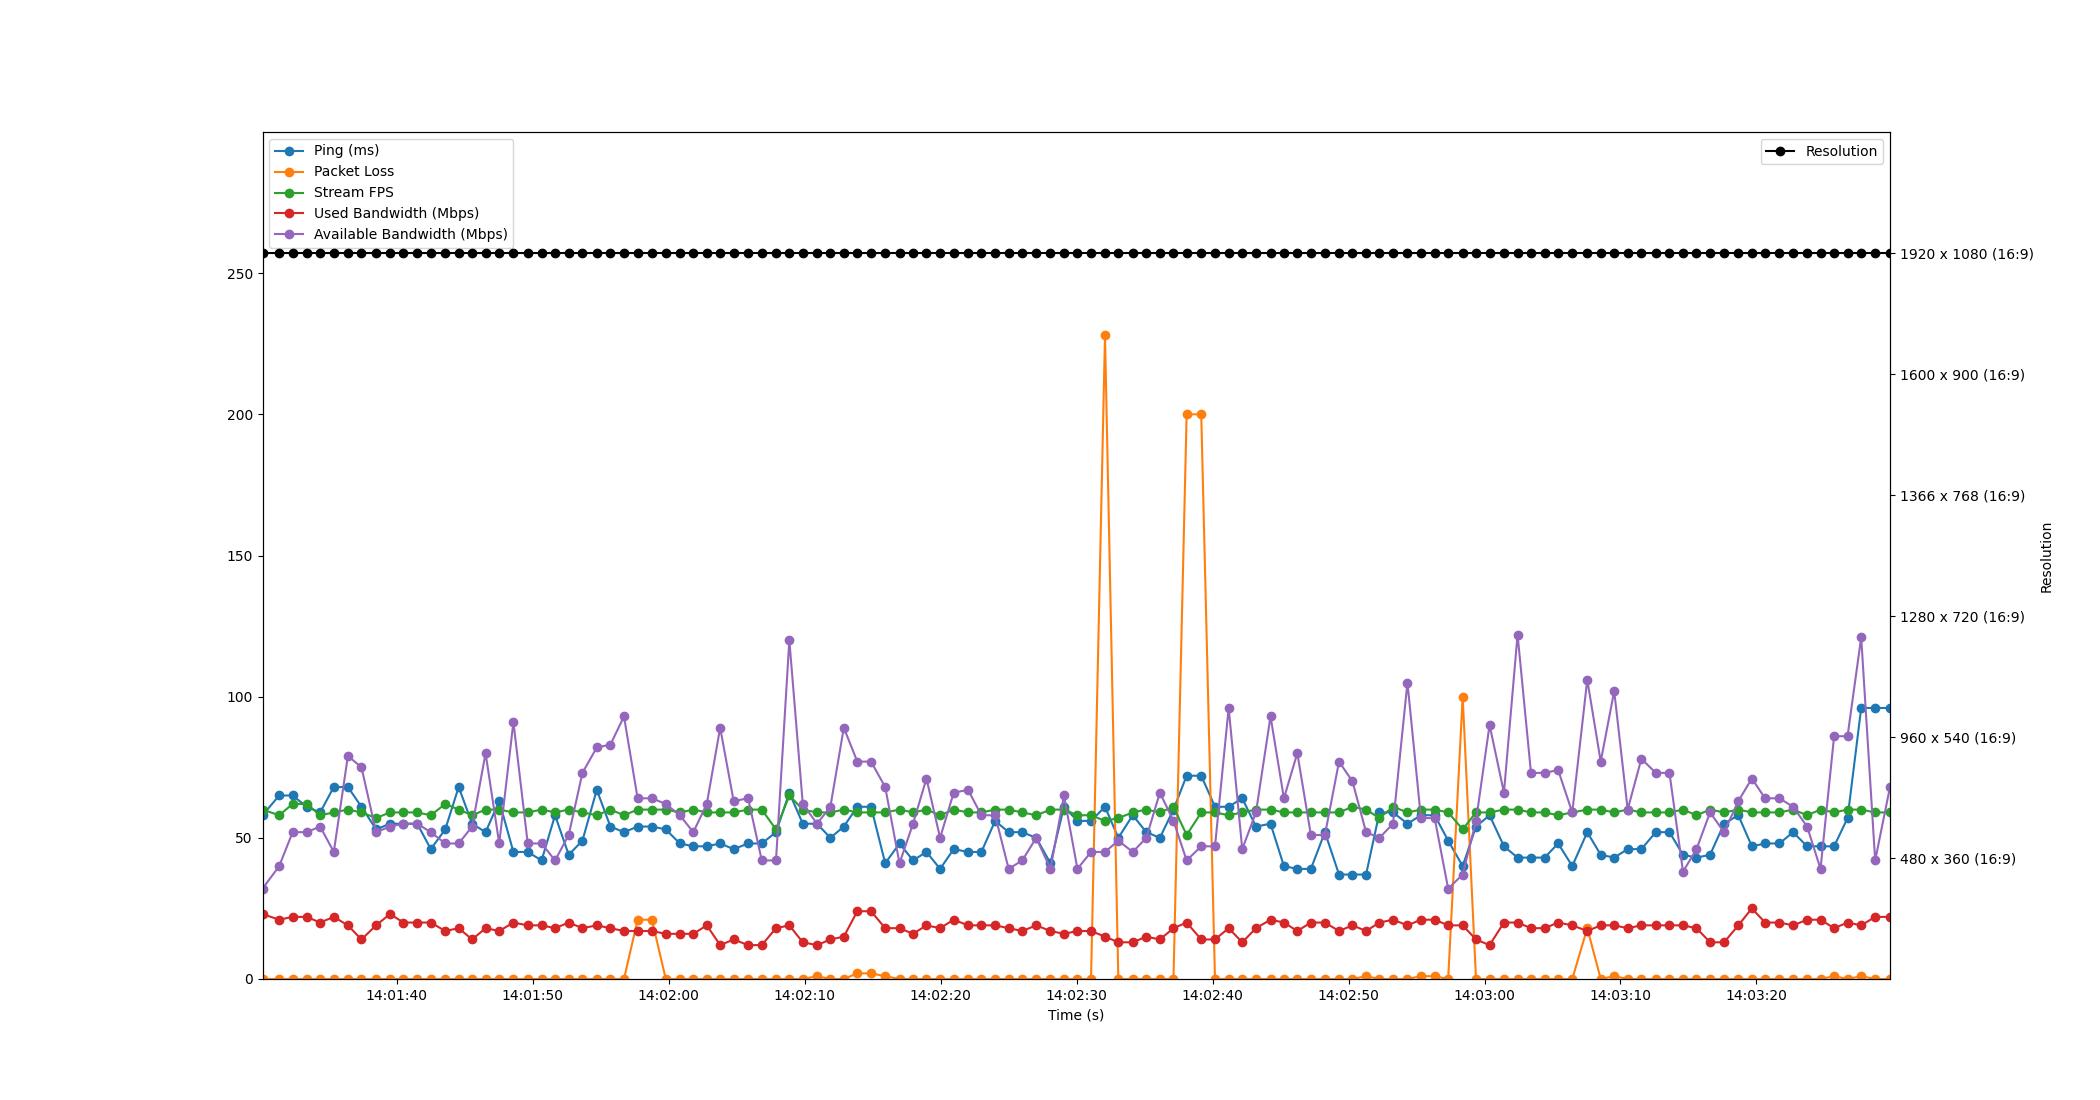 Ping (ms)
Packet Loss
Stream FPS
Used Bandwidth (Mbps)
Available Bandwidth (Mbps)
Resolution
250
200
150
100
50
0
1920 x 1080 (16:9)
1600 x 900 (16:9)
1366 x 768 (16:9)
1280 x 720 (16:9)
960 x 540 (16:9)
480 x 360 (16:9)
Resolution
14:01:40 14:01:50 14:02:00 14:02:10 14:02:20 14:02:30 14:02:40 14:02:50 14:03:00 14:03:10 14:03:20
Time (s)